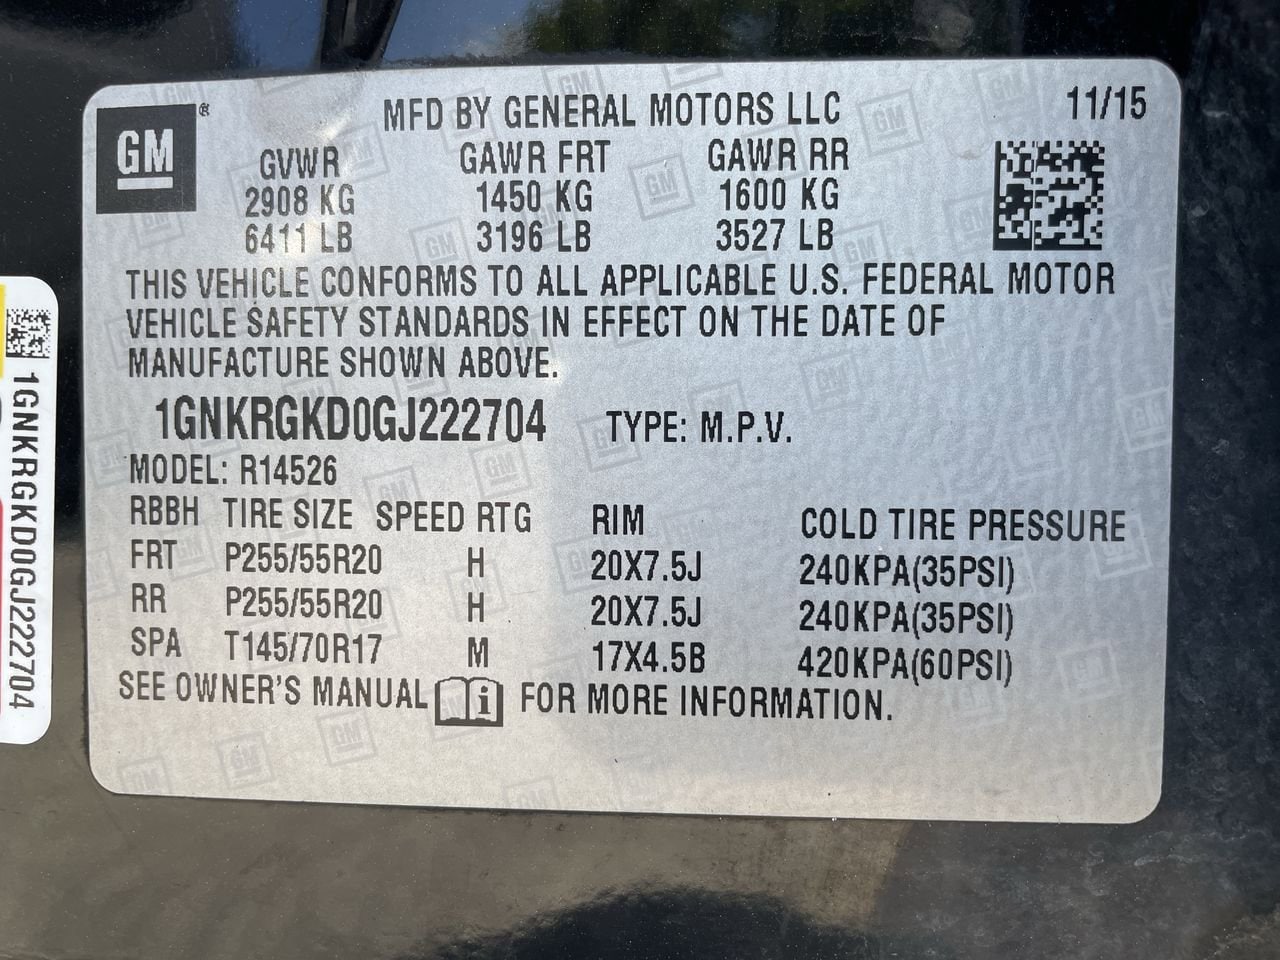 GM ®
MFD BY GENERAL MOTORS LLC 11/15
GVWR GAWR FRT GAWR RR
2908 KG 1450 KG 1600 KG
6411 LB 3196 LB 3527 LB
THIS VEHICLE CONFORMS TO ALL APPLICABLE U.S. FEDERAL MOTOR
VEHICLE SAFETY STANDARDS IN EFFECT ON THE DATE OF
MANUFACTURE SHOWN ABOVE.
1GNKRGKD0GJ222704 TYPE: M.P.V.
MODEL: R14526
RBBH TIRE SIZE SPEED RTG RIM COLD TIRE PRESSURE
FRT P255/55R20 H 20X7.5J 240KPA(35PSI)
RR P255/55R20 H 20X7.5J 240KPA(35PSI)
SPA T145/70R17 M 17X4.5B 420KPA(60PSI)
SEE OWNER'S MANUAL i FOR MORE INFORMATION.
1GNKRGKD0GJ222704